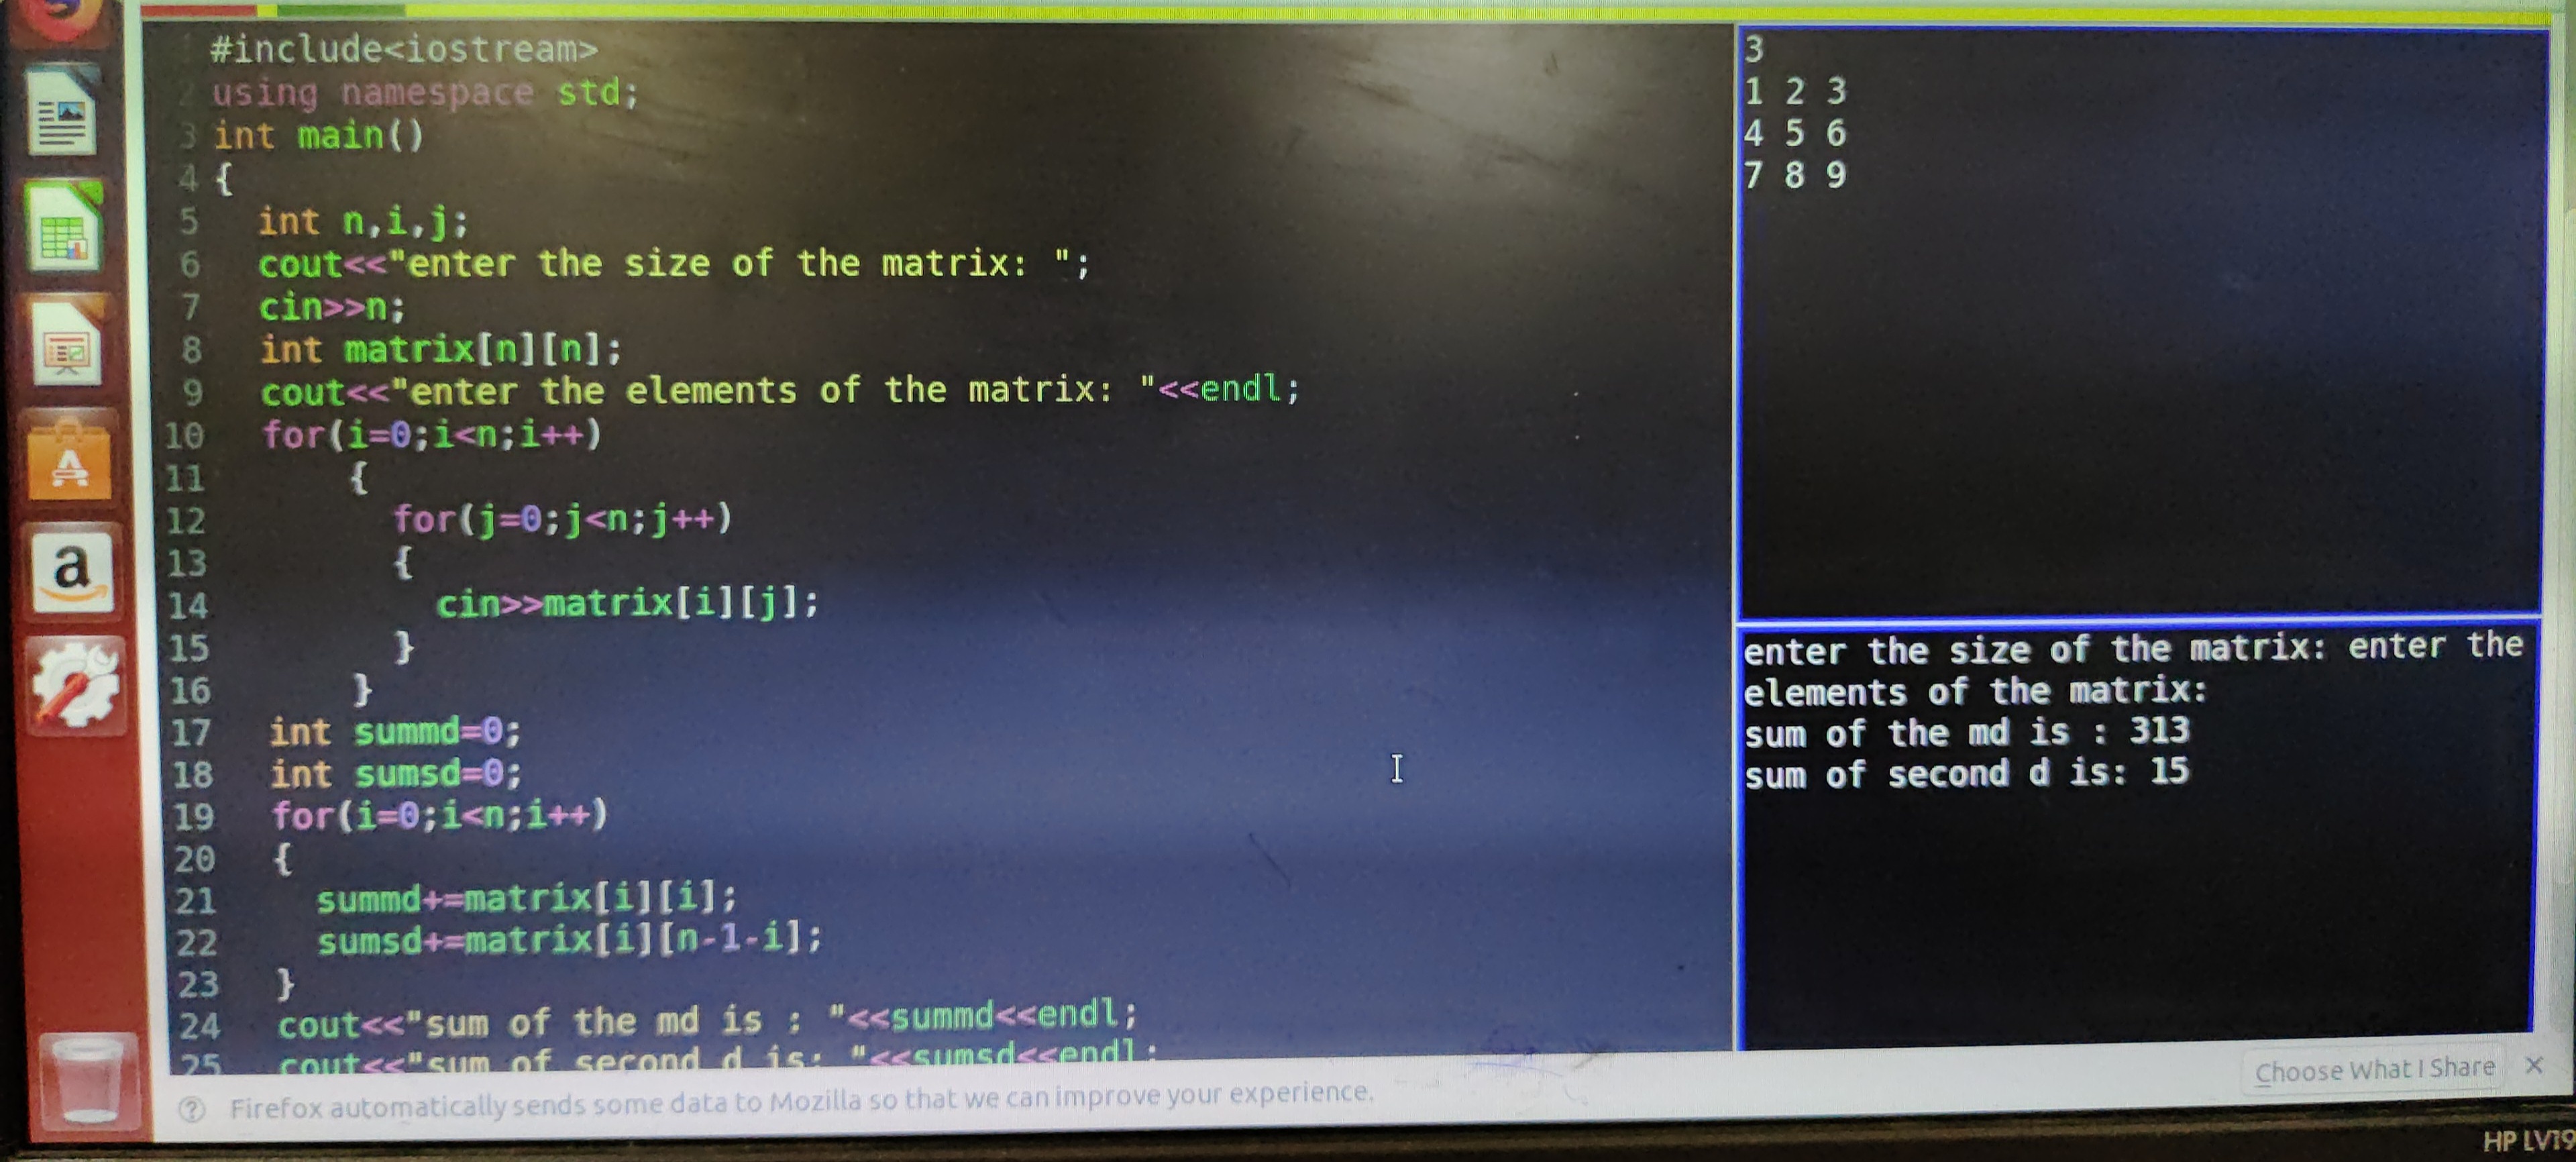 1 #include<iostream>
2 using namespace std;
3 int main()
4 {
5 int n,i,j;
6 cout<<"enter the size of the matrix: ";
7 cin>>n;
8 int matrix[n][n];
9 cout<<"enter the elements of the matrix: "<<endl;
10 for(i=0;i<n;i++)
11 {
12 for(j=0;j<n;j++)
13 {
14 cin>>matrix[i][j];
15 }
16 }
17 int summd=0;
18 int sumsd=0;
19 for(i=0;i<n;i++)
20 {
21 summd+=matrix[i][i];
22 sumsd+=matrix[i][n-1-i];
23 }
24 cout<<"sum of the md is : "<<summd<<endl;
25 cout<<"sum of second d is: "<<sumsd<<endl;
3
1 2 3
4 5 6
7 8 9
enter the size of the matrix: enter the
elements of the matrix:
sum of the md is : 313
sum of second d is: 15
a
Firefox automatically sends some data to Mozilla so that we can improve your experience.
Choose What I Share
HP LV19